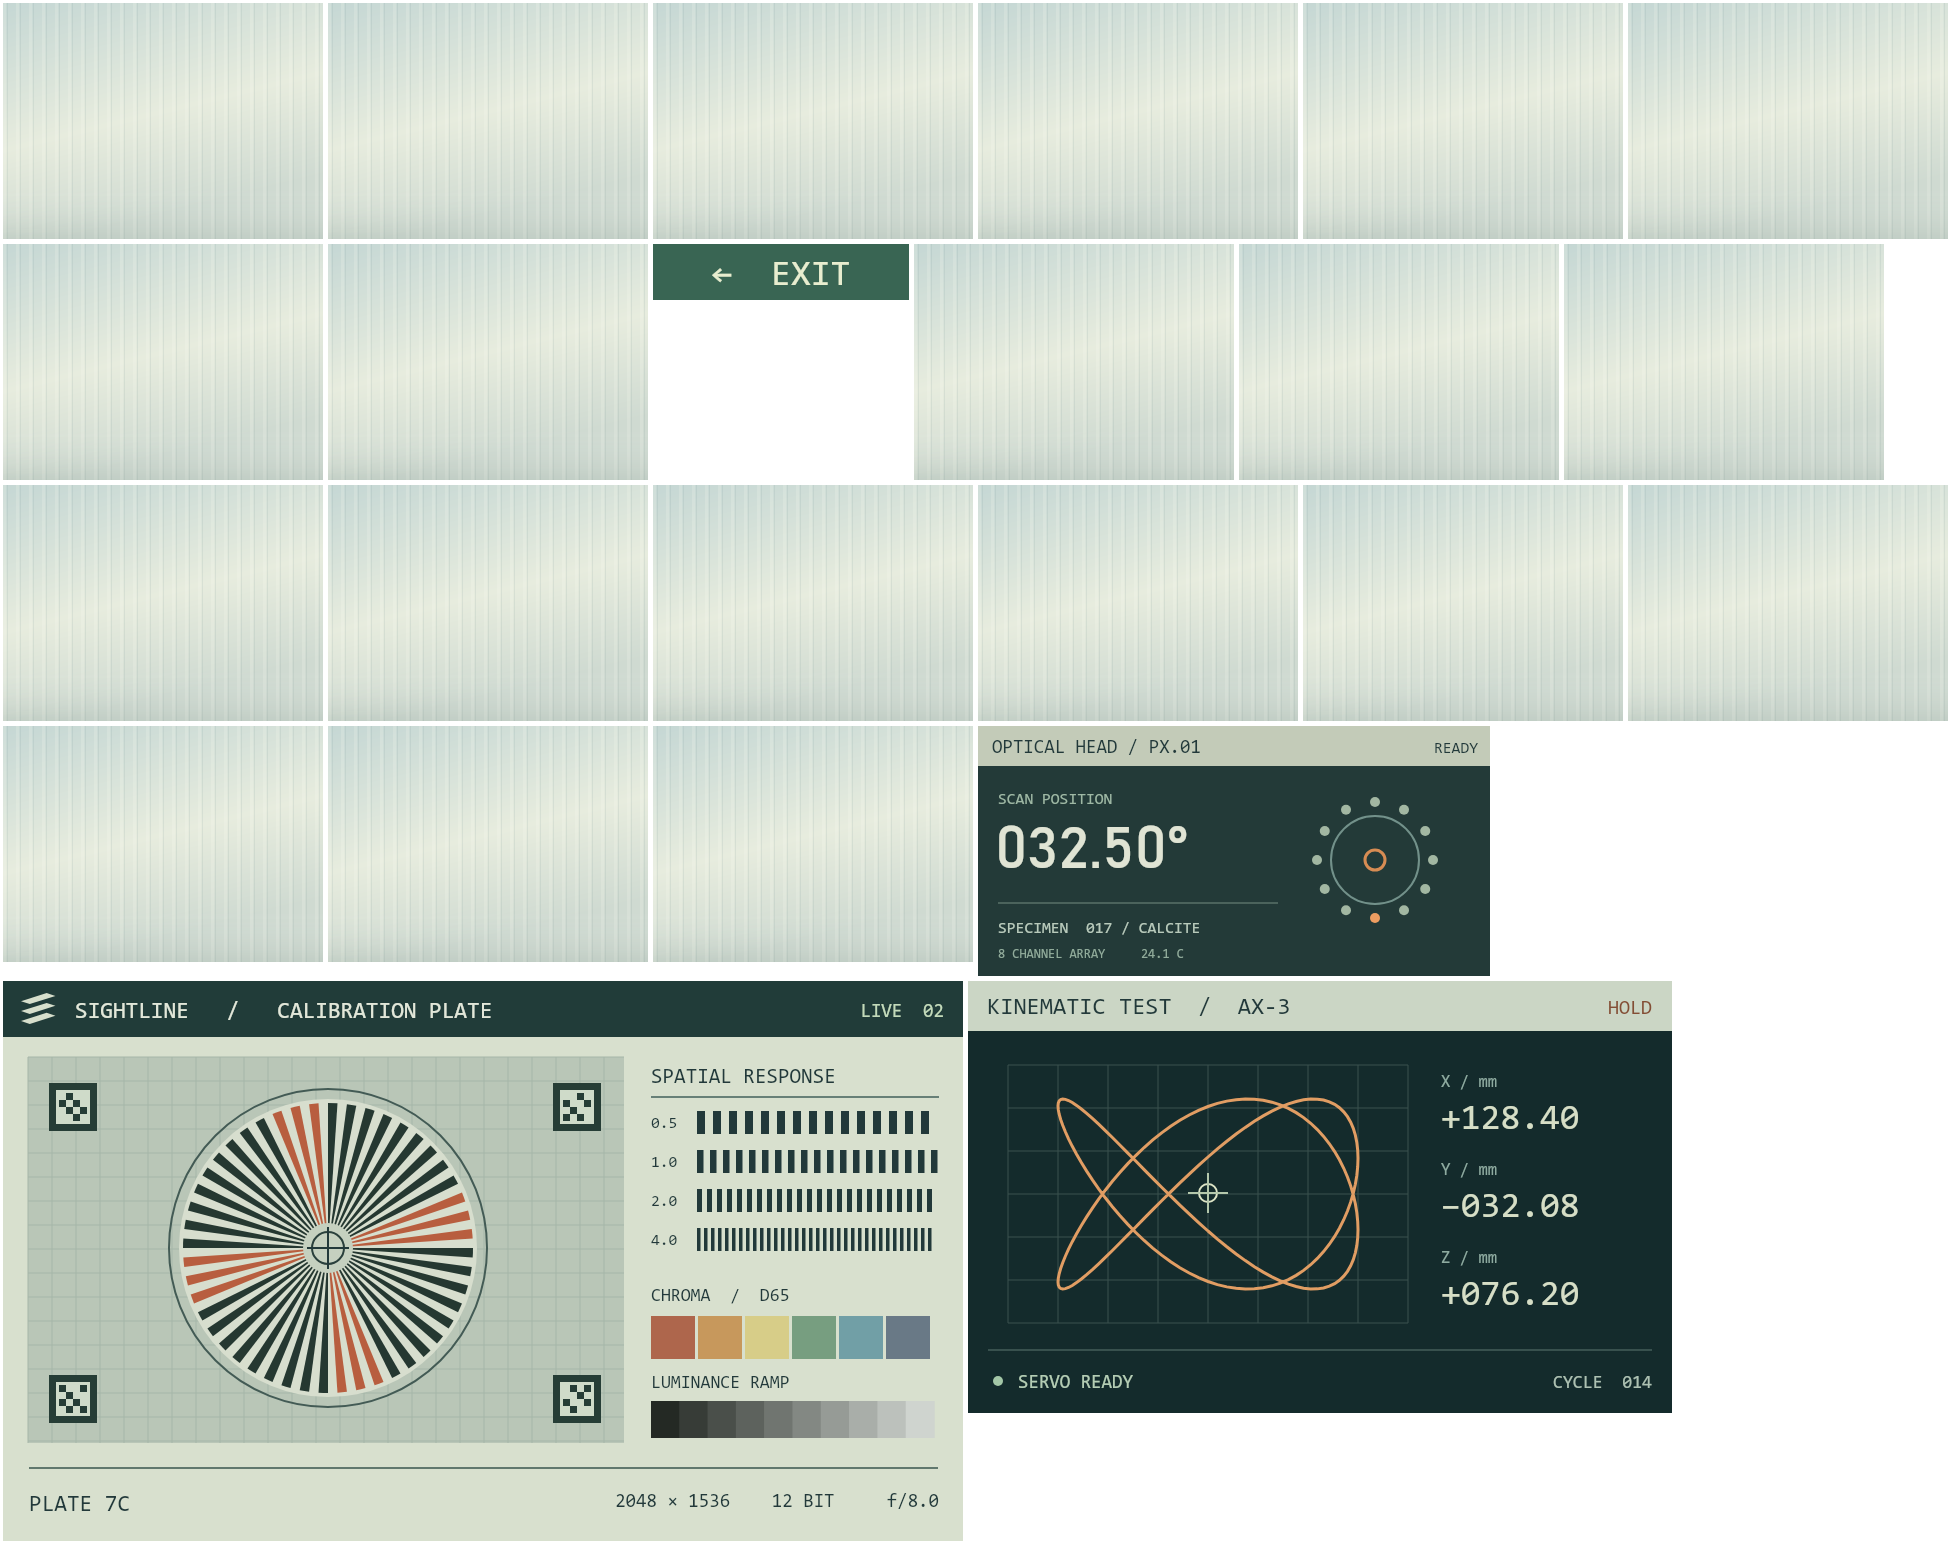 ← EXIT
OPTICAL HEAD / PX.01 READY
SCAN POSITION
032.50°
SPECIMEN 017 / CALCITE
8 CHANNEL ARRAY 24.1 C
SIGHTLINE / CALIBRATION PLATE LIVE 02
SPATIAL RESPONSE
0.5
1.0
2.0
4.0
CHROMA / D65
LUMINANCE RAMP
PLATE 7C 2048 × 1536 12 BIT f/8.0
KINEMATIC TEST / AX-3 HOLD
X / mm
+128.40
Y / mm
−032.08
Z / mm
+076.20
SERVO READY CYCLE 014